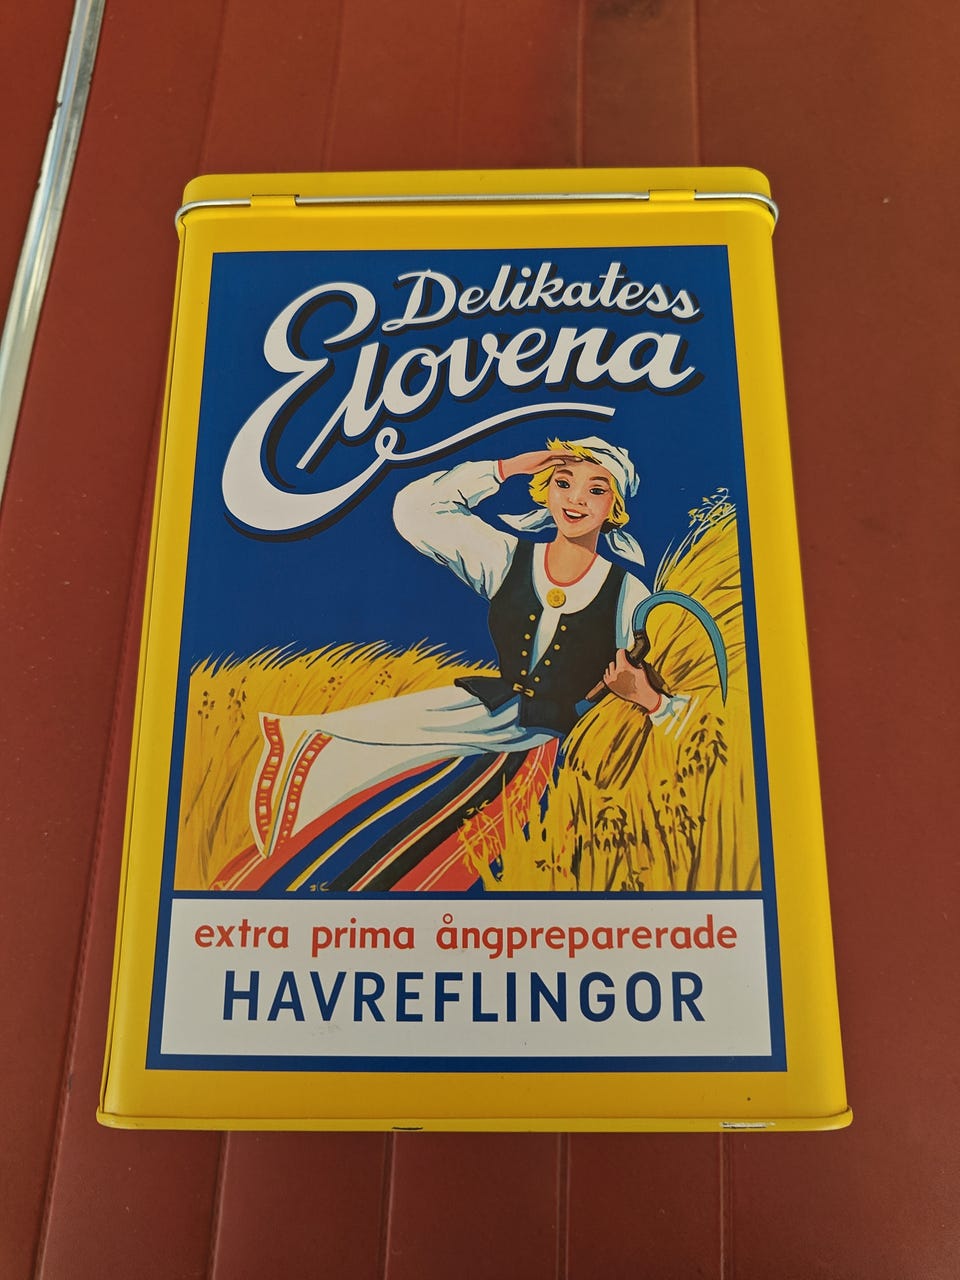 Delikatess
Elovena
extra prima ångpreparerade
HAVREFLINGOR